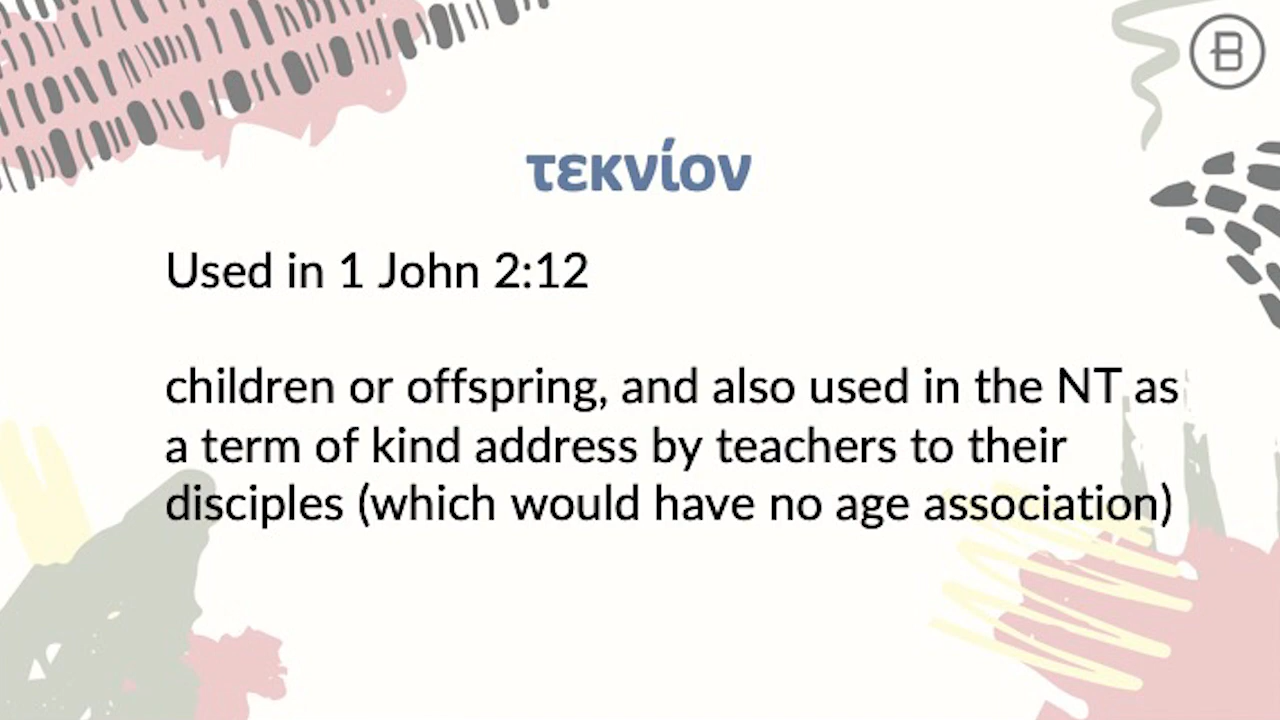 B
τεκνίον
Used in 1 John 2:12
children or offspring, and also used in the NT as
a term of kind address by teachers to their
disciples (which would have no age association)